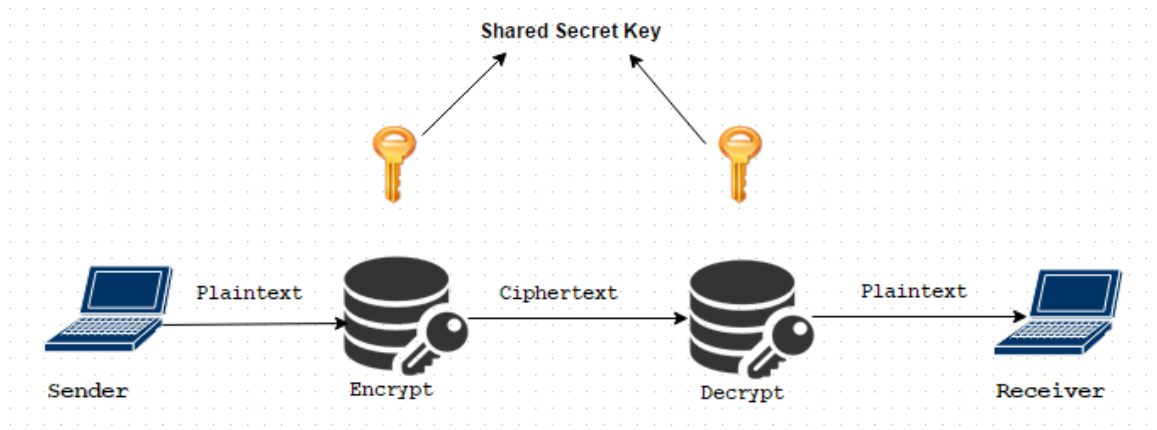 Shared Secret Key
Plaintext
Ciphertext
Plaintext
Sender
Encrypt
Decrypt
Receiver